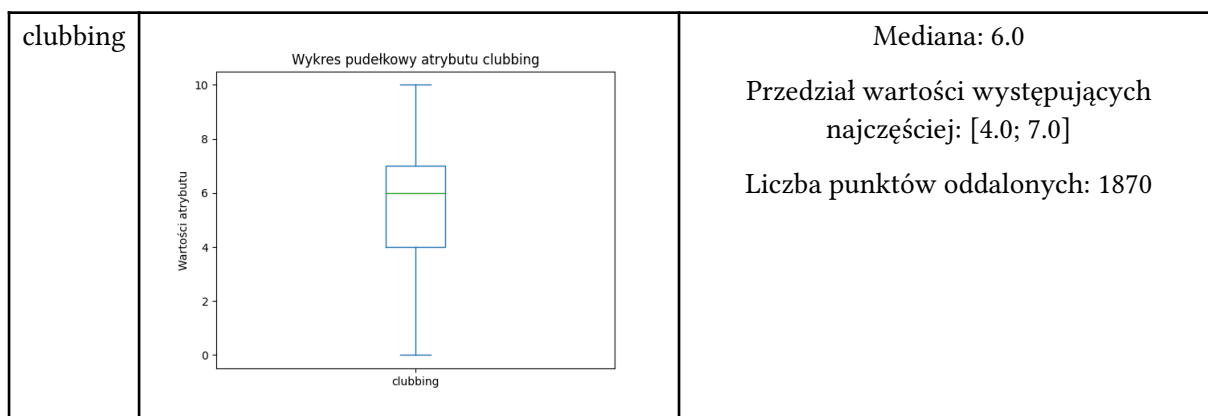 clubbing
Wykres pudełkowy atrybutu clubbing
10
8
6
4
2
0
Wartości atrybutu
clubbing
Mediana: 6.0
Przedział wartości występujących
najczęściej: [4.0; 7.0]
Liczba punktów oddalonych: 1870